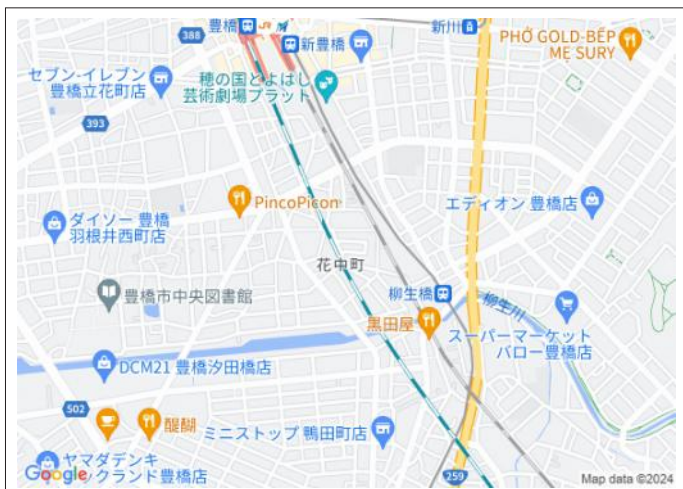 豊橋
388
新豊橋
新川
PHỞ GOLD-BẾP
MẸ SURY
セブン-イレブン
豊橋立花町店
穂の国とよはし
芸術劇場プラット
393
PincoPicon
エディオン 豊橋店
ダイソー 豊橋
羽根井西町店
花中町
豊橋市中央図書館
柳生橋
柳生川
黒田屋
スーパーマーケット
バロー豊橋店
DCM21 豊橋汐田橋店
502
醍醐
ミニストップ 鴨田町店
ヤマダデンキ
ックランド豊橋店
Google
259
Map data ©2024